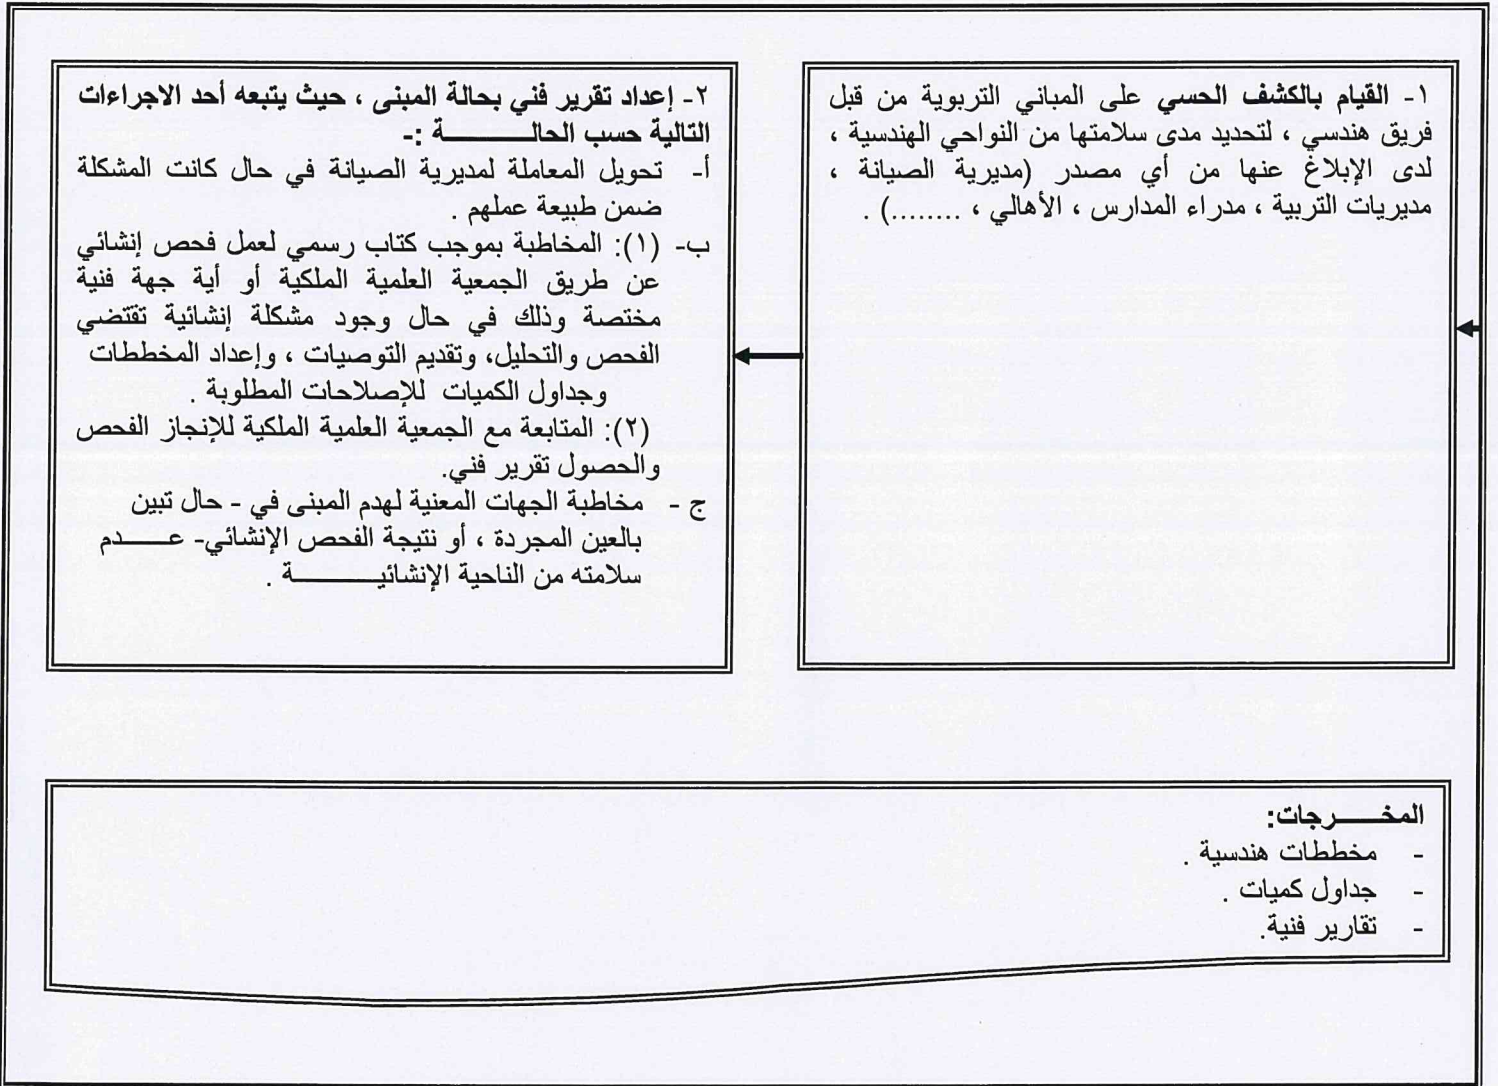 ١- القيام بالكشف الحسي على المباني التربوية من قبل
فريق هندسي ، لتحديد مدى سلامتها من النواحي الهندسية ،
لدى الإبلاغ عنها من أي مصدر (مديرية الصيانة ،
مديريات التربية ، مدراء المدارس ، الأهالي ، ........) .
٢- إعداد تقرير فني بحالة المبنى ، حيث يتبعه أحد الاجراءات
التالية حسب الحالـــــــــــة :-
أ- تحويل المعاملة لمديرية الصيانة في حال كانت المشكلة
ضمن طبيعة عملهم .
ب- (١): المخاطبة بموجب كتاب رسمي لعمل فحص إنشائي
عن طريق الجمعية العلمية الملكية أو أية جهة فنية
مختصة وذلك في حال وجود مشكلة إنشائية تقتضي
الفحص والتحليل، وتقديم التوصيات ، وإعداد المخططات
وجداول الكميات للإصلاحات المطلوبة .
(٢): المتابعة مع الجمعية العلمية الملكية للإنجاز الفحص
والحصول تقرير فني.
ج - مخاطبة الجهات المعنية لهدم المبنى في - حال تبين
بالعين المجردة ، أو نتيجة الفحص الإنشائي- عــــــدم
سلامته من الناحية الإنشائيـــــــــــة .
المخـــــــرجات:
- مخططات هندسية .
- جداول كميات .
- تقارير فنية.